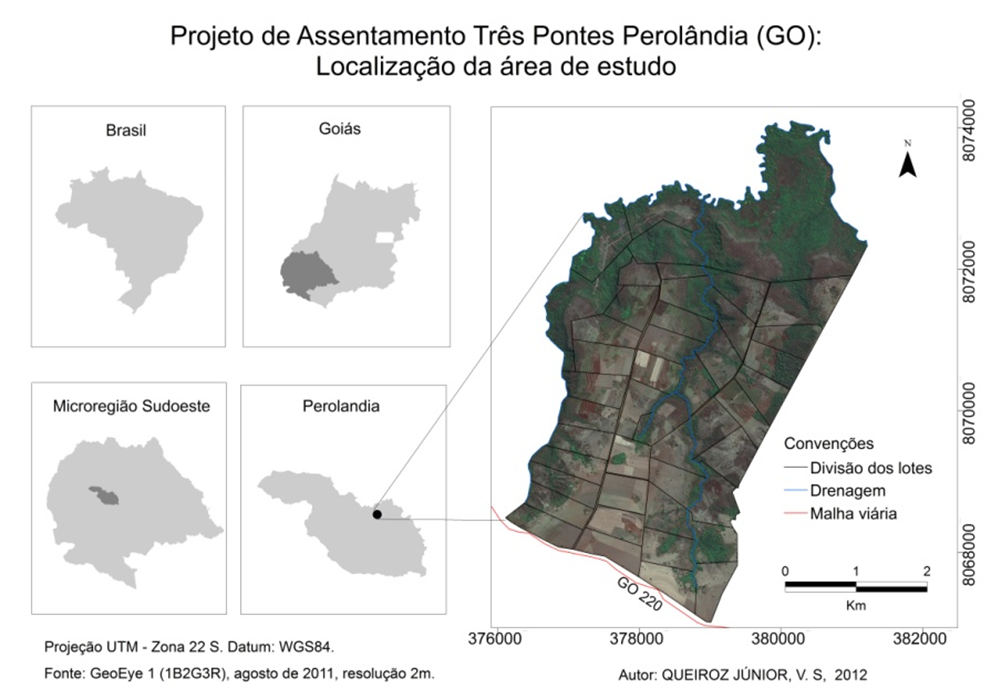 Projeto de Assentamento Três Pontes Perolândia (GO):
Localização da área de estudo
Brasil
Goiás
Microregião Sudoeste
Perolandia
N
8074000
8072000
8070000
8068000
Convenções
Divisão dos lotes
Drenagem
Malha viária
0 1 2
Km
GO 220
376000 378000 380000 382000
Projeção UTM - Zona 22 S. Datum: WGS84.
Fonte: GeoEye 1 (1B2G3R), agosto de 2011, resolução 2m.
Autor: QUEIROZ JÚNIOR, V. S, 2012